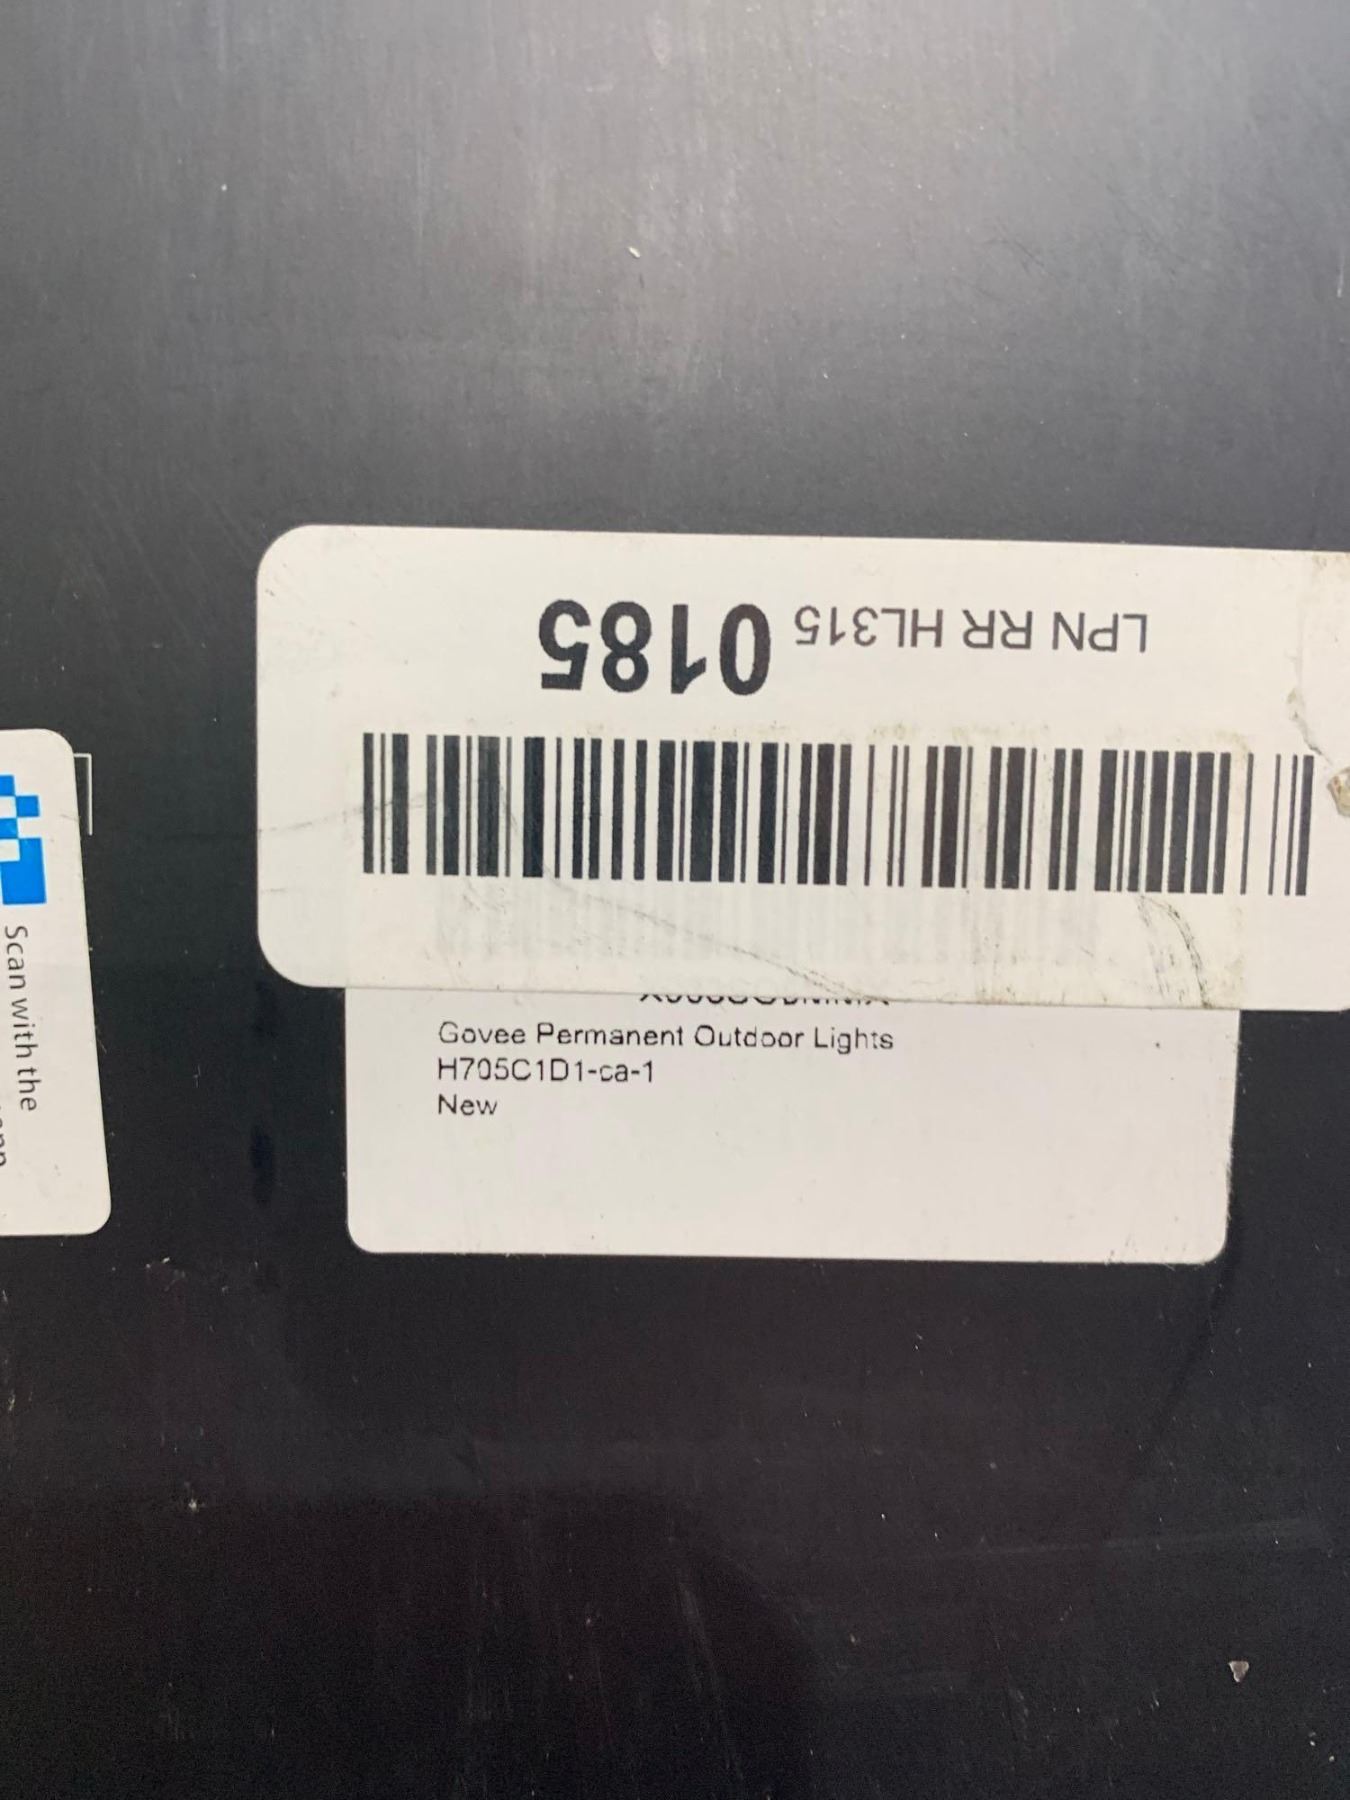 LPN RR HL315 0185
Govee Permanent Outdoor Lights
H705C1D1-ca-1
New
Scan with the